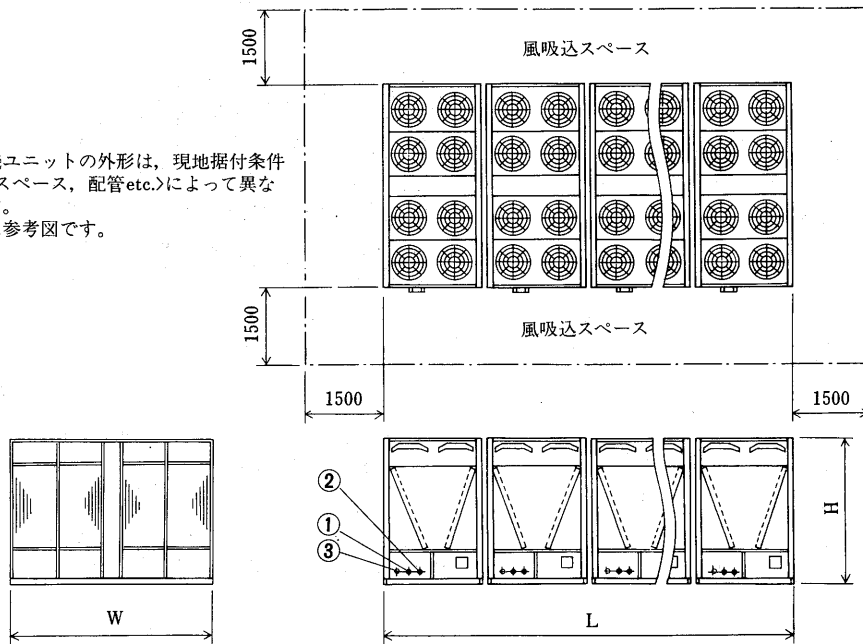 1500
風吸込スペース
ユニットの外形は，現地据付条件
スペース，配管etc.〉によって異な
。
参考図です。
1500
風吸込スペース
1500
1500
②
①
③
H
W
L